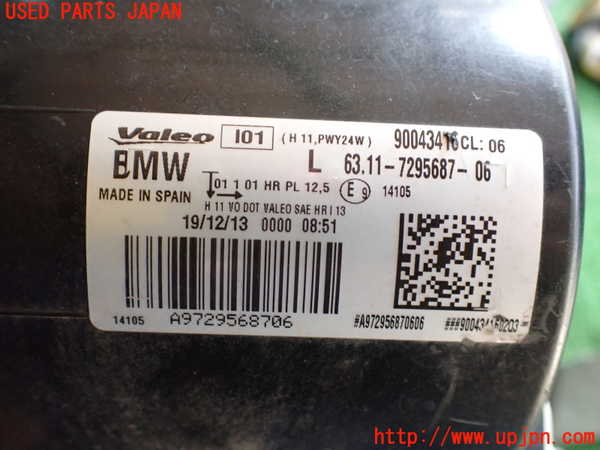 USED PARTS JAPAN
Valeo I01 (H11,PWY24W) 90043416 CL: 06
BMW L 63.11-7295687-06
MADE IN SPAIN 01 1 01 HR PL 12,5 E9 14105
H 11 VO DOT VALEO SAE HR I 13
19/12/13 0000 08:51
14105 A9729568706 #A972956870606
http://www.upjpn.com/